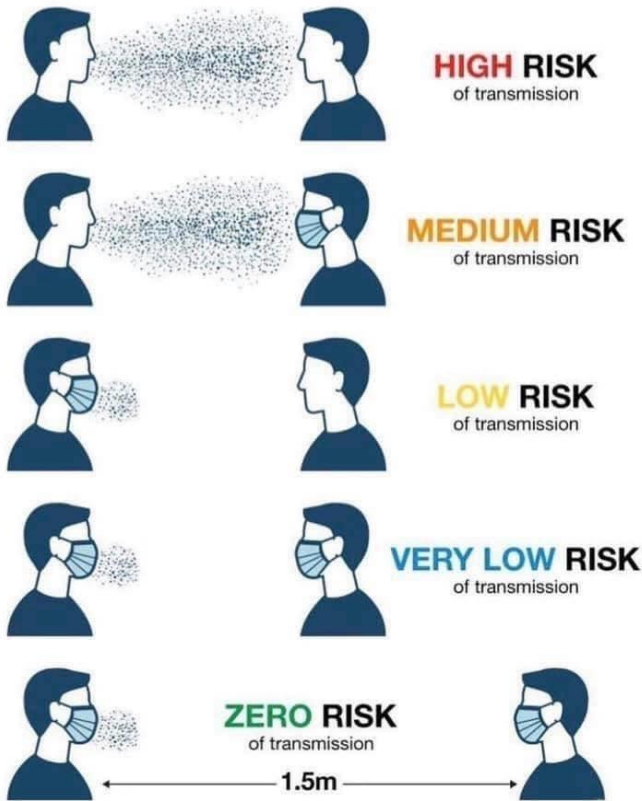 HIGH RISK
of transmission
MEDIUM RISK
of transmission
LOW RISK
of transmission
VERY LOW RISK
of transmission
ZERO RISK
of transmission
1.5m